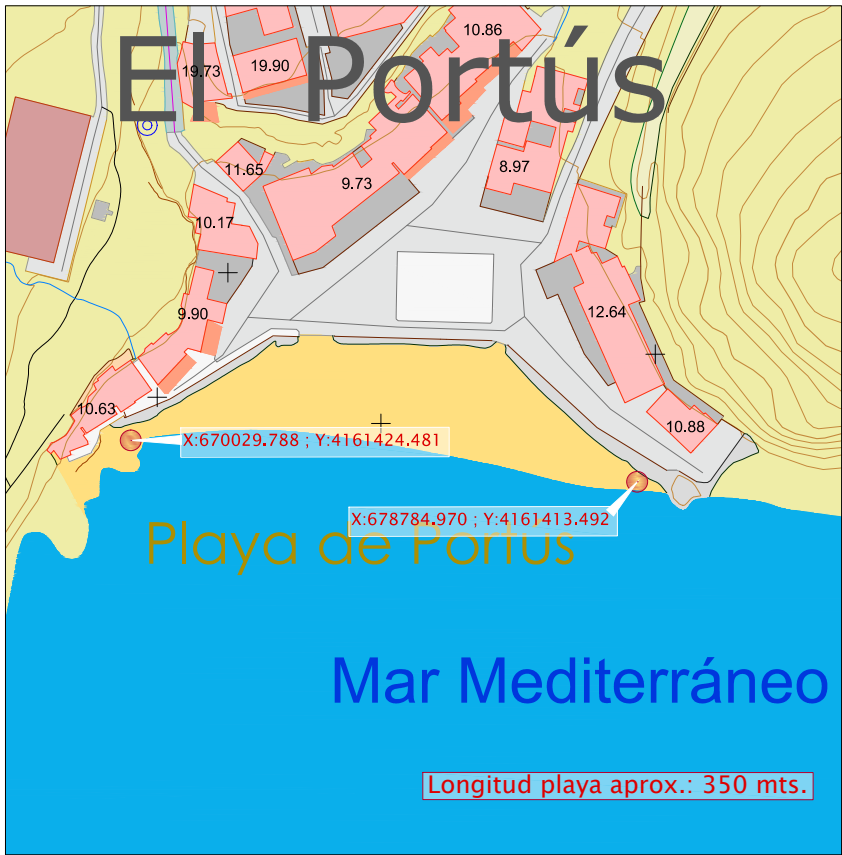 El Portús
10.86
19.73
19.90
11.65
9.73
8.97
10.17
9.90
12.64
10.63
10.88
X:670029.788 ; Y:4161424.481
X:678784.970 ; Y:4161413.492
Playa de Portús
Mar Mediterráneo
Longitud playa aprox.: 350 mts.